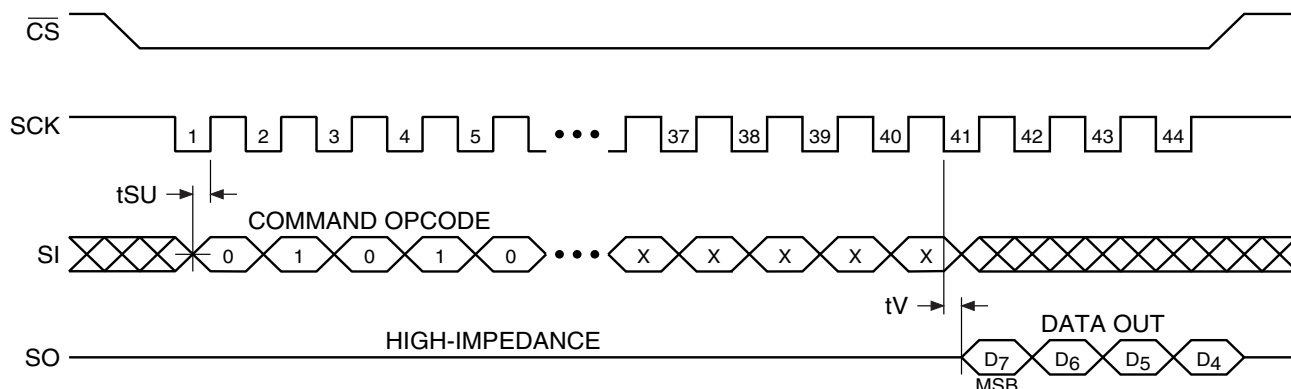 CS
SCK 1 2 3 4 5 ••• 37 38 39 40 41 42 43 44
tSU
COMMAND OPCODE
SI 0 1 0 1 0 ••• X X X X X
tV
HIGH-IMPEDANCE
DATA OUT
SO D7 D6 D5 D4
MSB